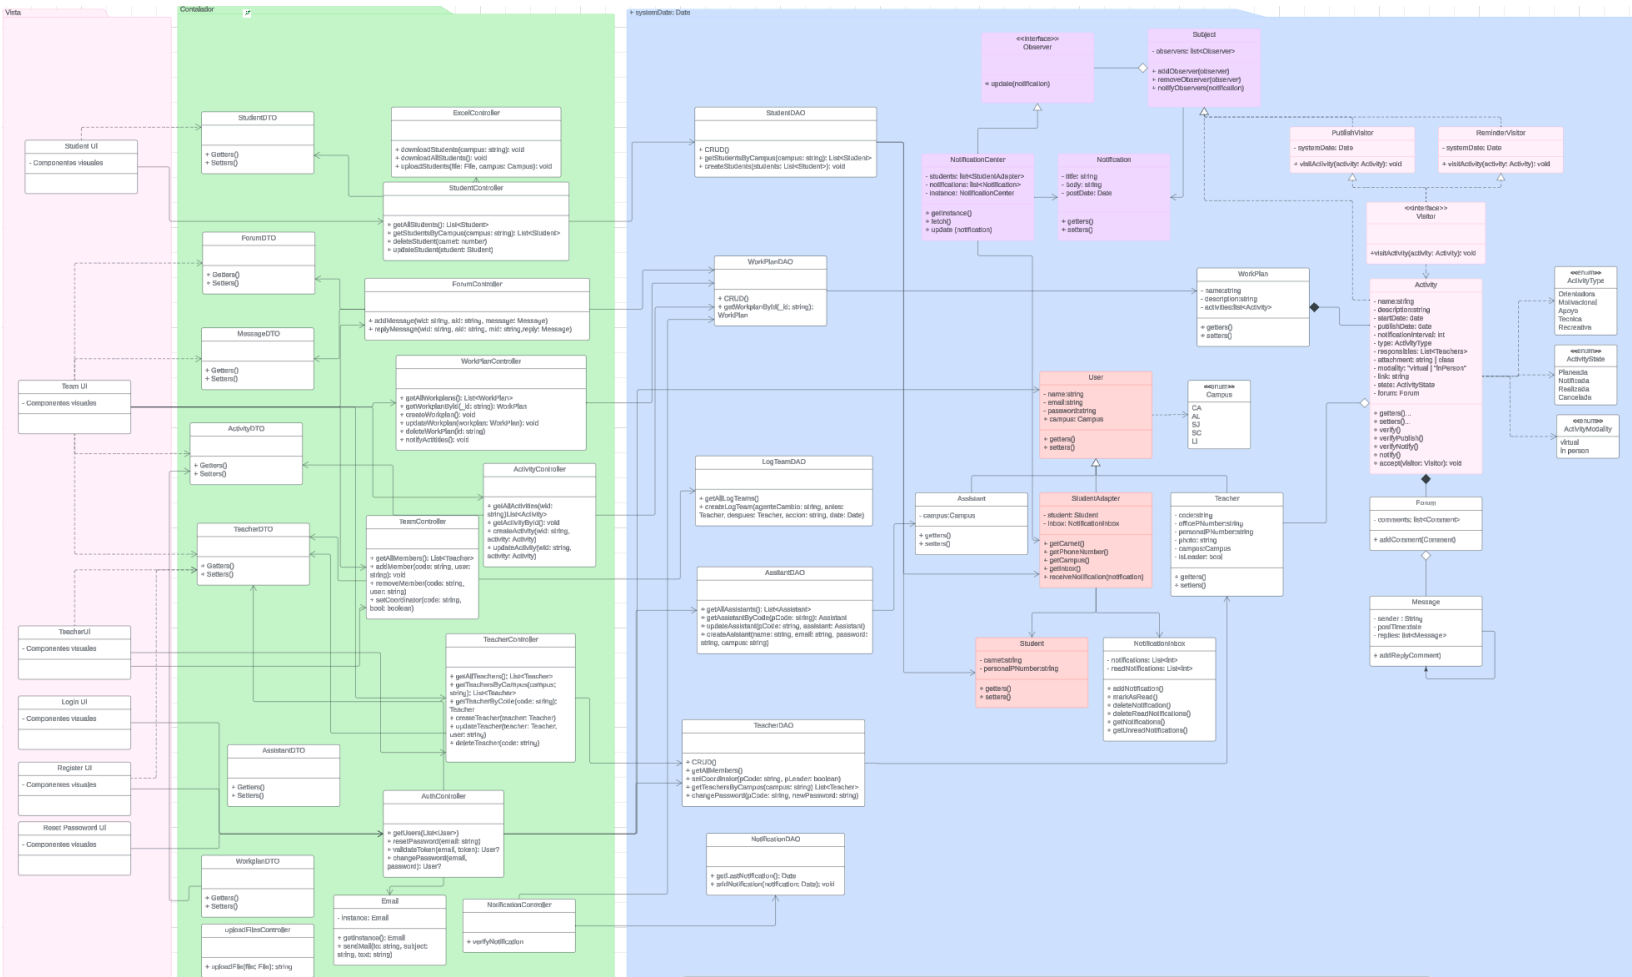 Vista
Contalador
+ systemDate: Date
Student UI
- Componentes visuales
Team UI
- Componentes visuales
TeacherUI
- Componentes visuales
Login UI
- Componentes visuales
Register UI
- Componentes visuales
Reset Password UI
- Componentes visuales
StudentDTO
+ Getters()
+ Setters()
ForumDTO
+ Getters()
+ Setters()
MessageDTO
+ Getters()
+ Setters()
ActivityDTO
+ Getters()
+ Setters()
TeacherDTO
+ Getters()
+ Setters()
AssistantDTO
+ Getters()
+ Setters()
WorkplanDTO
+ Getters()
+ Setters()
uploadFilesController
+ uploadFile(file: File): string
ExcelController
+ downloadStudents(campus: string): void
+ downloadAllStudents(): void
+ uploadStudents(file: File, campus: Campus): void
StudentController
+ getAllStudents(): List<Student>
+ getStudentsByCampus(campus: string): List<Student>
+ deleteStudent(carnet: number)
+ updateStudent(student: Student)
ForumController
+ addMessage(wid: string, aid: string, message: Message)
+ replyMessage(wid: string, aid: string, mid: string,reply: Message)
WorkPlanController
+ getAllWorkplans(): List<WorkPlan>
+ getWorkplanById(_id: string): WorkPlan
+ createWorkplan(): void
+ updateWorkplan(workplan: WorkPlan): void
+ deleteWorkPlan(id: string)
+ notifyActitities(): void
ActivityController
+ getAllActivities(wid:
string)List<Activity>
+ getActivityById(): void
+ createActivity(wid: string,
activity: Activity)
+ updateActivity(wid: string,
activity: Activity)
TeamController
+ getAllMembers(): List<Teacher>
+ addMember(code: string, user:
string): void
+ removeMember(code: string,
user: string)
+ setCoordinator(code: string,
bool: boolean)
TeacherController
+ getAllTeachers(): List<Teacher>
+ getTeachersByCampus(campus:
string): List<Teacher>
+ getTeacherByCode(code: string):
Teacher
+ createTeacher(teacher: Teacher)
+ updateTeacher(teacher: Teacher,
user: string)
+ deleteTeacher(code: string)
AuthController
+ getUsers(List<User>)
+ resetPassword(email: string)
+ validateToken(email, token): User?
+ changePassword(email,
password): User?
Email
- instance: Email
+ getInstance(): Email
+ sentMail(to: string, subject:
string, text: string)
NotificationController
+ verifyNotification
StudentDAO
+ CRUD()
+ getStudentsByCampus(campus: string): List<Student>
+ createStudents(students: List<Student>): void
WorkPlanDAO
+ CRUD()
+ getWorkplanById(_id: string):
WorkPlan
LogTeamDAO
+ getAllLogTeams()
+ createLogTeam(agenteCambio: string, antes:
Teacher, despues: Teacher, accion: string, date: Date)
AssitantDAO
+ getAllAssistants(): List<Assistant>
+ getAssistantByCode(pCode: string): Assistant
+ updateAssistant(pCode: string, assistant: Assistant)
+ createAssistant(name: string, email: string, password:
string, campus: string)
TeacherDAO
+ CRUD()
+ getAllMembers()
+ setCoordinator(pCode: string, pLeader: boolean)
+ getTeachersByCampus(campus: string) List<Teacher>
+ changePassword(pCode: string, newPassword: string)
NotificationDAO
+ getLastNotification(): Date
+ addNotification(notification: Data): void
<<Interface>>
Observer
+ update(notification)
Subject
- observers: list<Observer>
+ addObserver(observer)
+ removeObserver(observer)
+ notifyObservers(notification)
NotificationCenter
- students: list<StudentAdapter>
- notifications: list<Notification>
- instance: NotificationCenter
+ getInstance()
+ fetch()
+ update (notification)
Notification
- title: string
- body: string
- postDate: Date
+ getters()
+ setters()
PublishVisitor
- systemDate: Date
+ visitActivity(activity: Activity): void
ReminderVisitor
- systemDate: Date
+ visitActivity(activity: Activity): void
<<Interface>>
Visitor
+visitActivity(activity: Activity): void
WorkPlan
- name:string
- description:string
- activities:list<Activity>
+ getters()
+ setters()
Activity
- name:string
- description:string
- startDate: date
- publishDate: date
- notificationInterval: int
- type: ActivityType
- responsibles: List<Teachers>
- attachment: string | class
- modality: "virtual | "InPerson"
- link: string
- state: ActivityState
- forum: Forum
+ getters()...
+ setters()...
+ verify()
+ verifyPublish()
+ verifyNotify()
+ notify()
+ accept(visitor: Visitor): void
<<enum>>
ActivityType
Orientadora
Motivacional
Apoyo
Tecnica
Recreativa
<<enum>>
ActivityState
Planeada
Notificada
Realizada
Cancelada
<<enum>>
ActivityModality
virtual
In person
User
- name:string
- email:string
- password:string
+ campus: Campus
+ getters()
+ setters()
<<enum>>
Campus
CA
AL
SJ
SC
LI
Assistant
- campus:Campus
+ getters()
+ setters()
StudentAdapter
- student: Student
- inbox: NotificationInbox
+ getCarnet()
+ getPhoneNumber()
+ getCampus()
+ getInbox()
+ receiveNotification(notification)
Teacher
- code:string
- officePNumber:string
- personalPNumber:string
- photo: string
- campus:Campus
- isLeader: bool
+ getters()
+ setters()
Student
- carnet:string
- personalPNumber:string
+ getters()
+ setters()
NotificationInbox
- notifications: List<Int>
- readNotifications: List<Int>
+ addNotification()
+ markAsRead()
+ deleteNotification()
+ deleteReadNotifications()
+ getNotifications()
+ getUnreadNotifications()
Forum
- comments: list<Comment>
+ addComment(Comment)
Message
- sender : String
- postTime:date
- replies: list<Message>
+ addReplyComment)